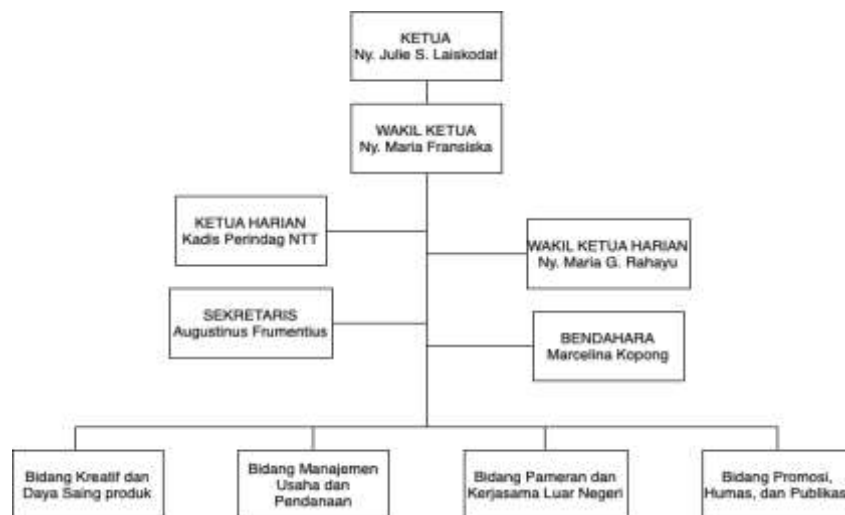 KETUA
Ny. Julie S. Laiskodat
WAKIL KETUA
Ny. Maria Fransiska
KETUA HARIAN
Kadis Perindag NTT
WAKIL KETUA HARIAN
Ny. Maria G. Rahayu
SEKRETARIS
Augustinus Frumentius
BENDAHARA
Marcelina Kopong
Bidang Kreatif dan
Daya Saing produk
Bidang Manajemen
Usaha dan
Pendanaan
Bidang Pameran dan
Kerjasama Luar Negeri
Bidang Promosi,
Humas, dan Publikas